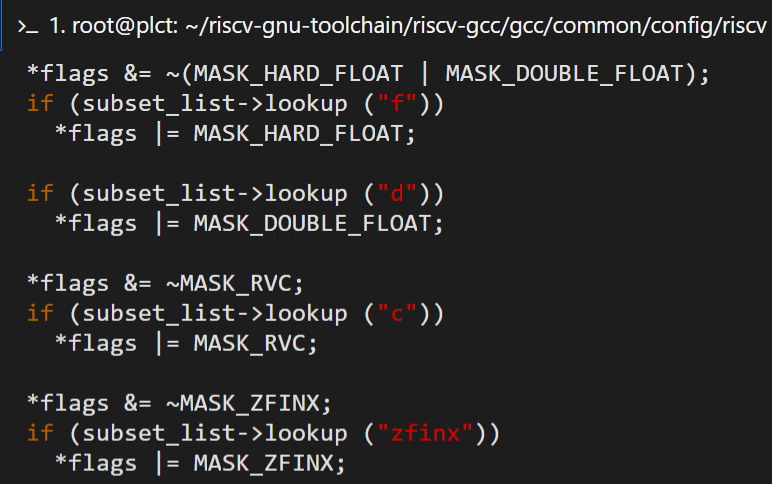 >_ 1. root@plct: ~/riscv-gnu-toolchain/riscv-gcc/gcc/common/config/riscv
*flags &= ~(MASK_HARD_FLOAT | MASK_DOUBLE_FLOAT);
if (subset_list->lookup ("f"))
*flags |= MASK_HARD_FLOAT;
if (subset_list->lookup ("d"))
*flags |= MASK_DOUBLE_FLOAT;
*flags &= ~MASK_RVC;
if (subset_list->lookup ("c"))
*flags |= MASK_RVC;
*flags &= ~MASK_ZFINX;
if (subset_list->lookup ("zfinx"))
*flags |= MASK_ZFINX;